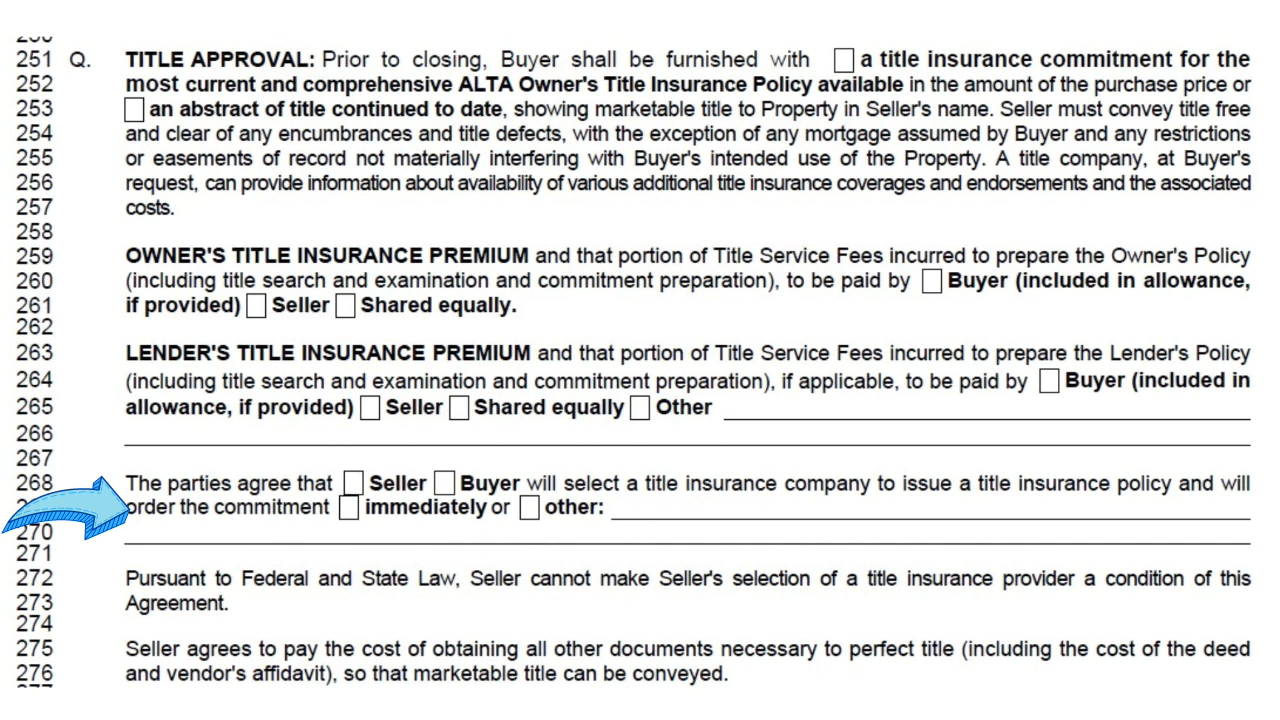 251 Q. TITLE APPROVAL: Prior to closing, Buyer shall be furnished with ☐ a title insurance commitment for the
252 most current and comprehensive ALTA Owner's Title Insurance Policy available in the amount of the purchase price or
253 ☐ an abstract of title continued to date, showing marketable title to Property in Seller's name. Seller must convey title free
254 and clear of any encumbrances and title defects, with the exception of any mortgage assumed by Buyer and any restrictions
255 or easements of record not materially interfering with Buyer's intended use of the Property. A title company, at Buyer's
256 request, can provide information about availability of various additional title insurance coverages and endorsements and the associated
257 costs.
258
259 OWNER'S TITLE INSURANCE PREMIUM and that portion of Title Service Fees incurred to prepare the Owner's Policy
260 (including title search and examination and commitment preparation), to be paid by ☐ Buyer (included in allowance,
261 if provided) ☐ Seller ☐ Shared equally.
262
263 LENDER'S TITLE INSURANCE PREMIUM and that portion of Title Service Fees incurred to prepare the Lender's Policy
264 (including title search and examination and commitment preparation), if applicable, to be paid by ☐ Buyer (included in
265 allowance, if provided) ☐ Seller ☐ Shared equally ☐ Other
266
267
268 The parties agree that ☐ Seller ☐ Buyer will select a title insurance company to issue a title insurance policy and will
order the commitment ☐ immediately or ☐ other:
270
271
272 Pursuant to Federal and State Law, Seller cannot make Seller's selection of a title insurance provider a condition of this
273 Agreement.
274
275 Seller agrees to pay the cost of obtaining all other documents necessary to perfect title (including the cost of the deed
276 and vendor's affidavit), so that marketable title can be conveyed.